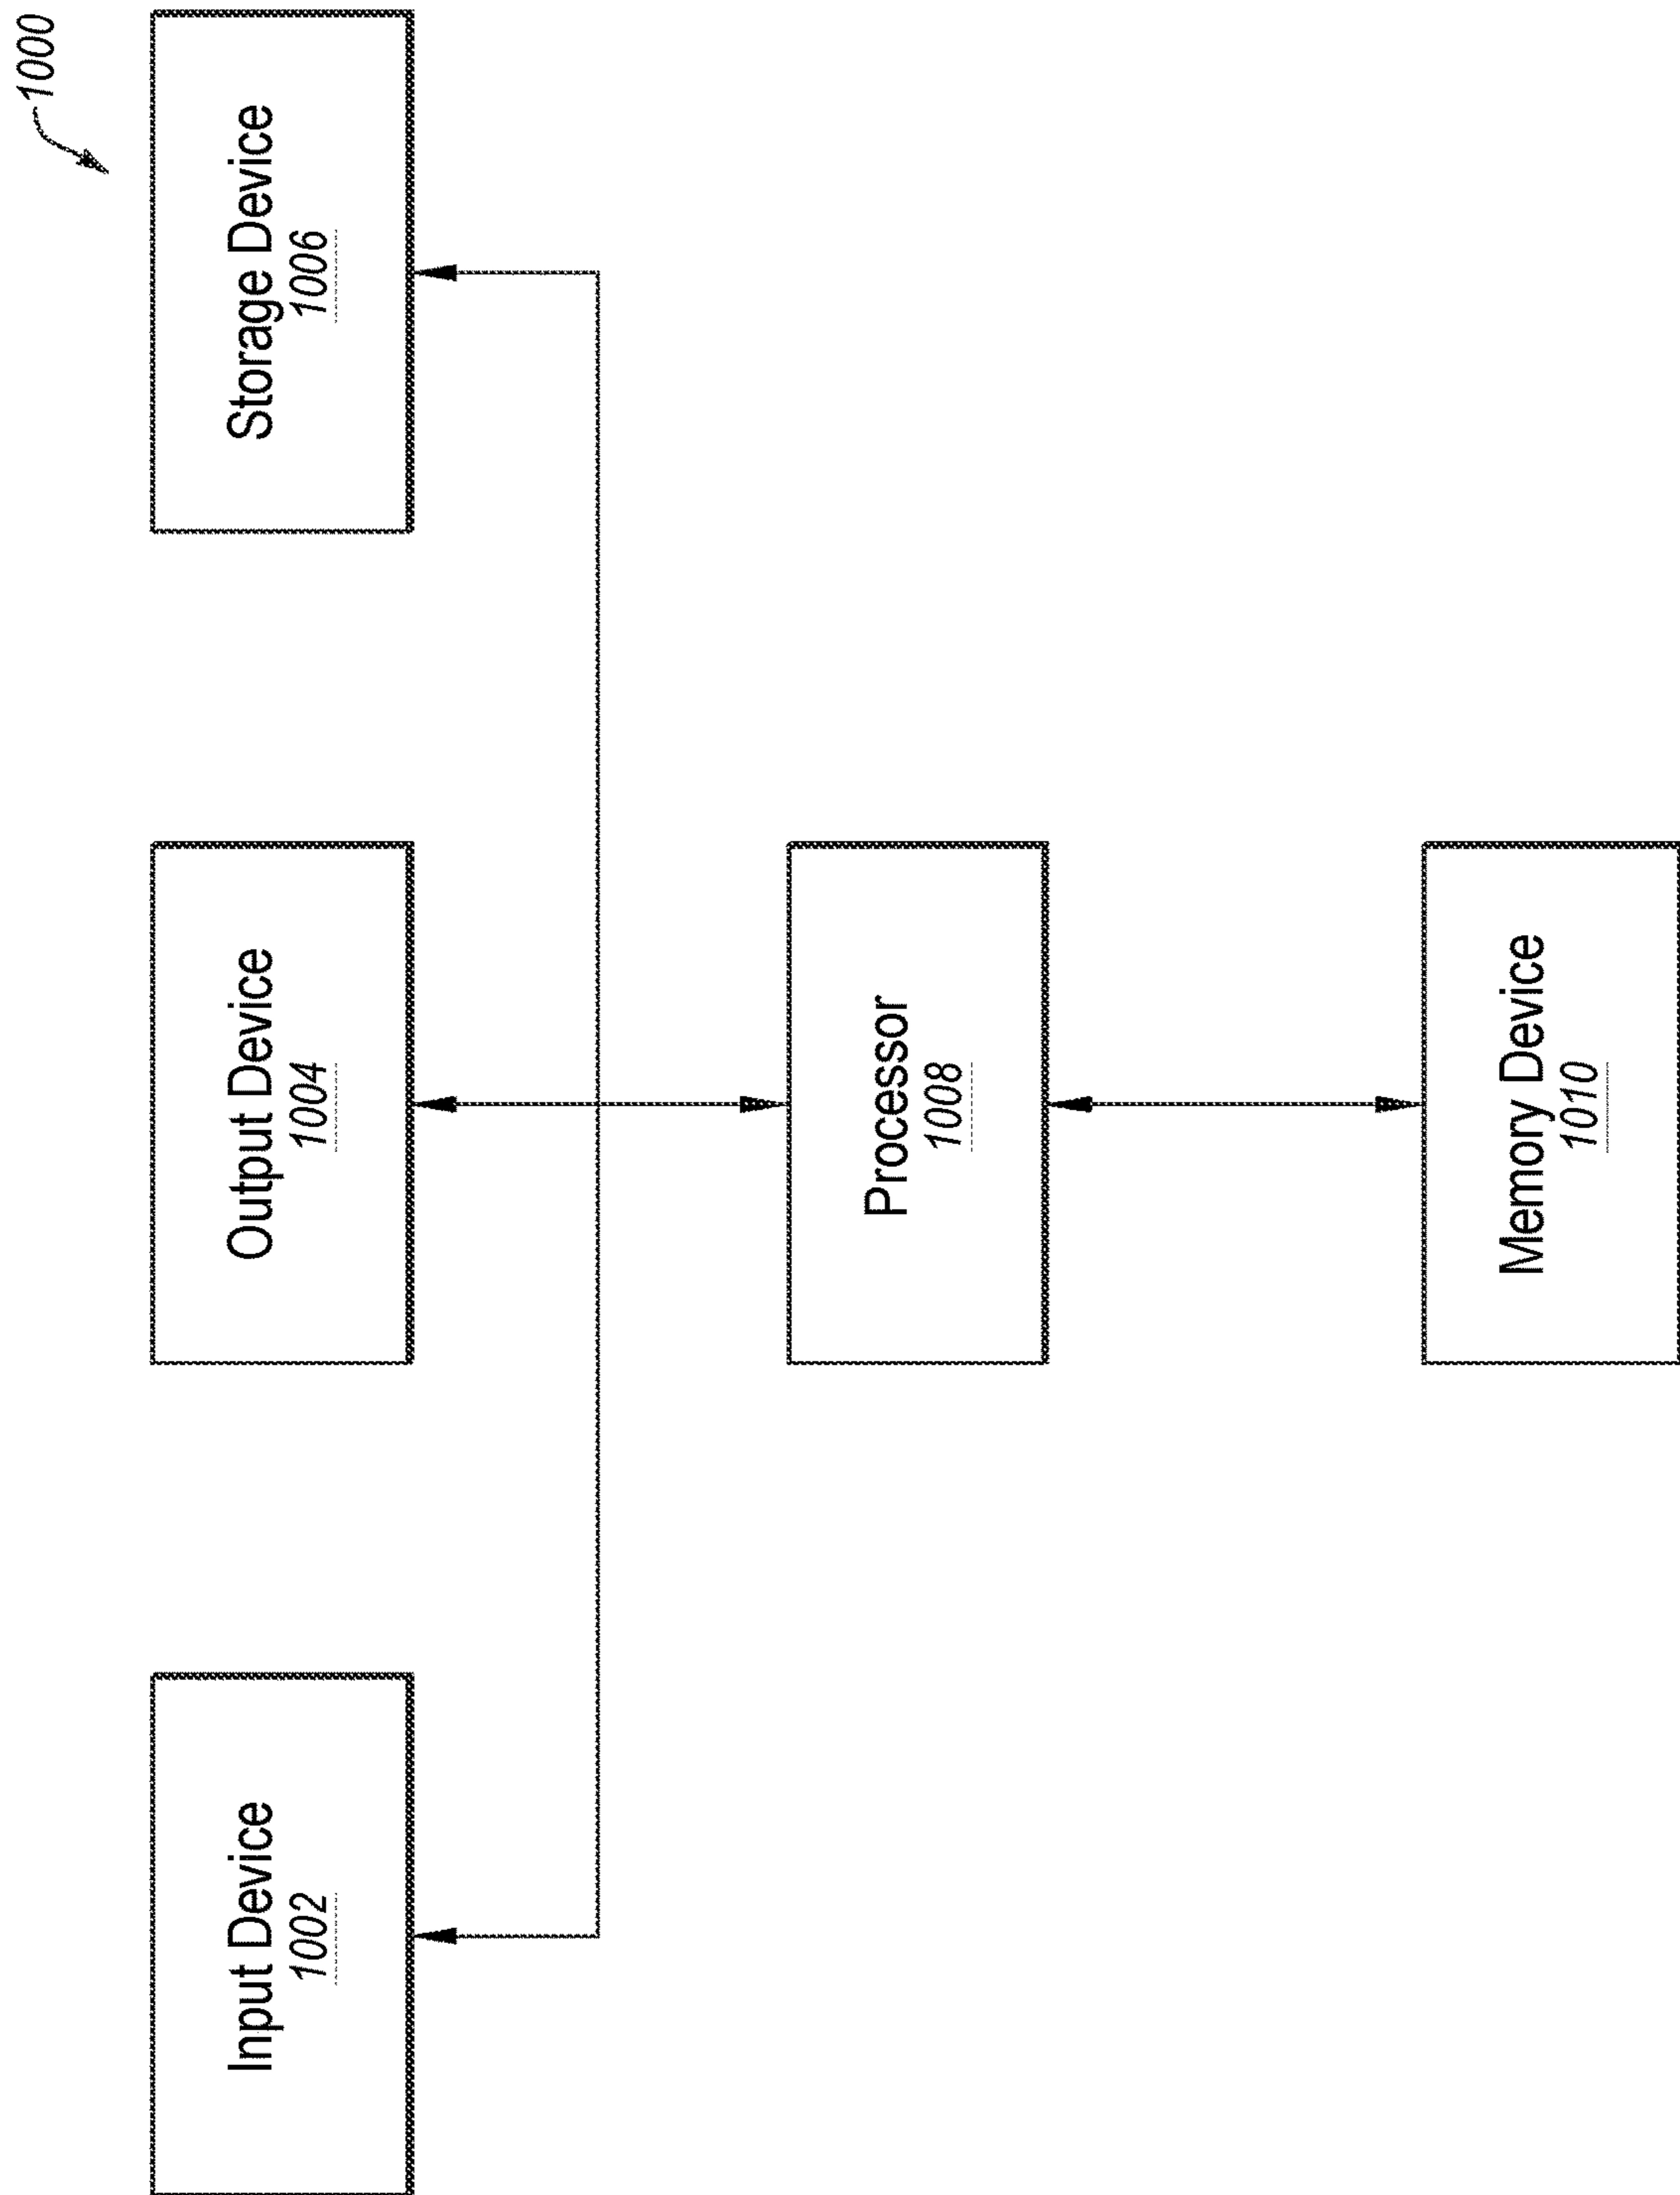 1000
Input Device
1002
Output Device
1004
Storage Device
1006
Processor
1008
Memory Device
1010